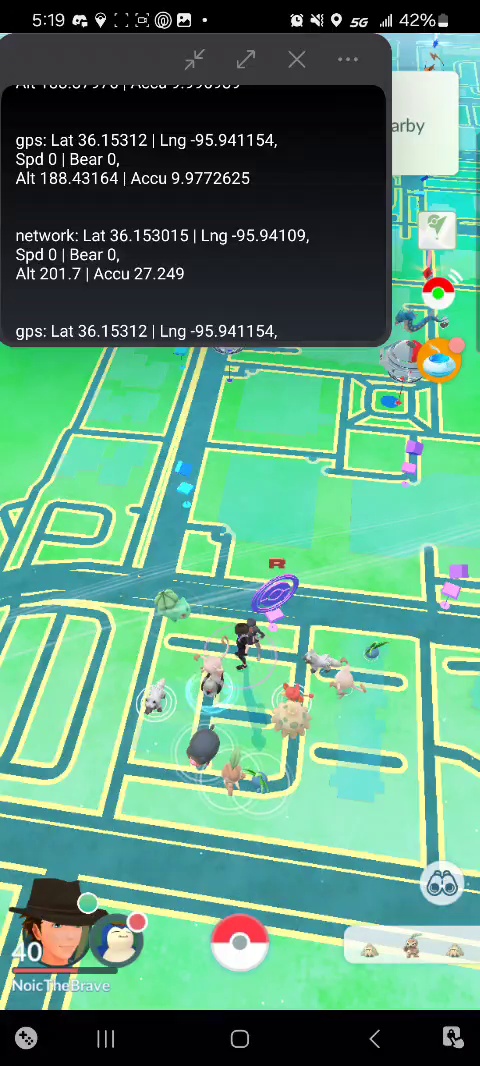 5:19
5G
42%
Alt 188.37976 | Accu 9.998989
arby
gps: Lat 36.15312 | Lng -95.941154,
Spd 0 | Bear 0,
Alt 188.43164 | Accu 9.9772625
network: Lat 36.153015 | Lng -95.94109,
Spd 0 | Bear 0,
Alt 201.7 | Accu 27.249
gps: Lat 36.15312 | Lng -95.941154,
R
40
NoicTheBrave